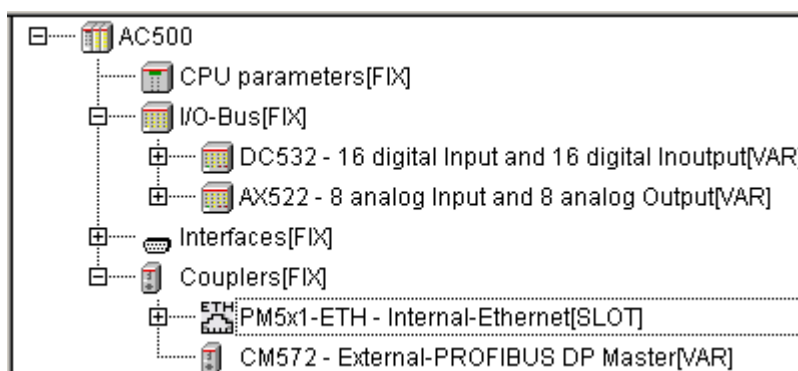 AC500
CPU parameters[FIX]
I/O-Bus[FIX]
DC532 - 16 digital Input and 16 digital Inoutput[VAR]
AX522 - 8 analog Input and 8 analog Output[VAR]
Interfaces[FIX]
Couplers[FIX]
ETH PM5x1-ETH - Internal-Ethernet[SLOT]
CM572 - External-PROFIBUS DP Master[VAR]